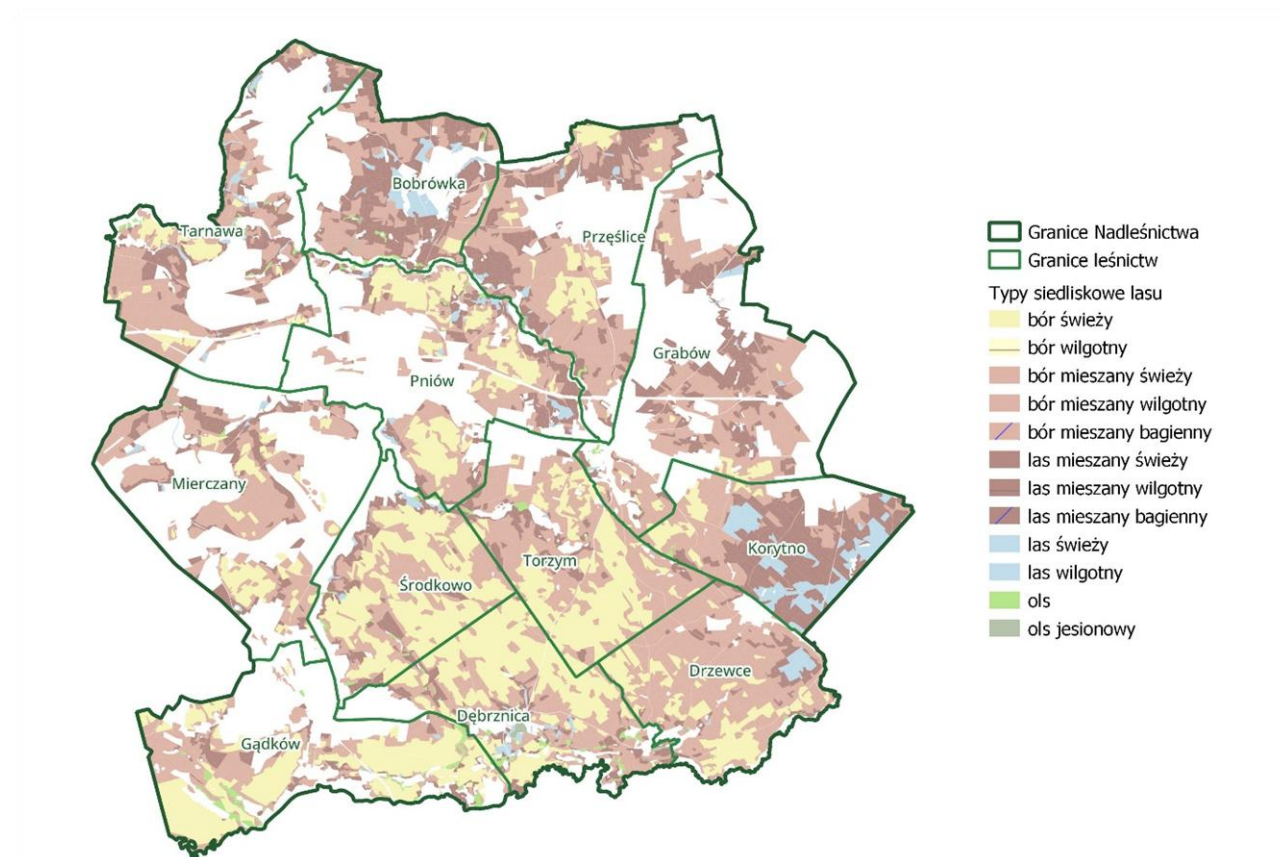 Bobrówka
Tarnawa
Przęślice
Grabów
Pniów
Mierczany
Korytno
Torzym
Środkowo
Drzewce
Dębrznica
Gądków
Granice Nadleśnictwa
Granice leśnictw
Typy siedliskowe lasu
bór świeży
bór wilgotny
bór mieszany świeży
bór mieszany wilgotny
bór mieszany bagienny
las mieszany świeży
las mieszany wilgotny
las mieszany bagienny
las świeży
las wilgotny
ols
ols jesionowy